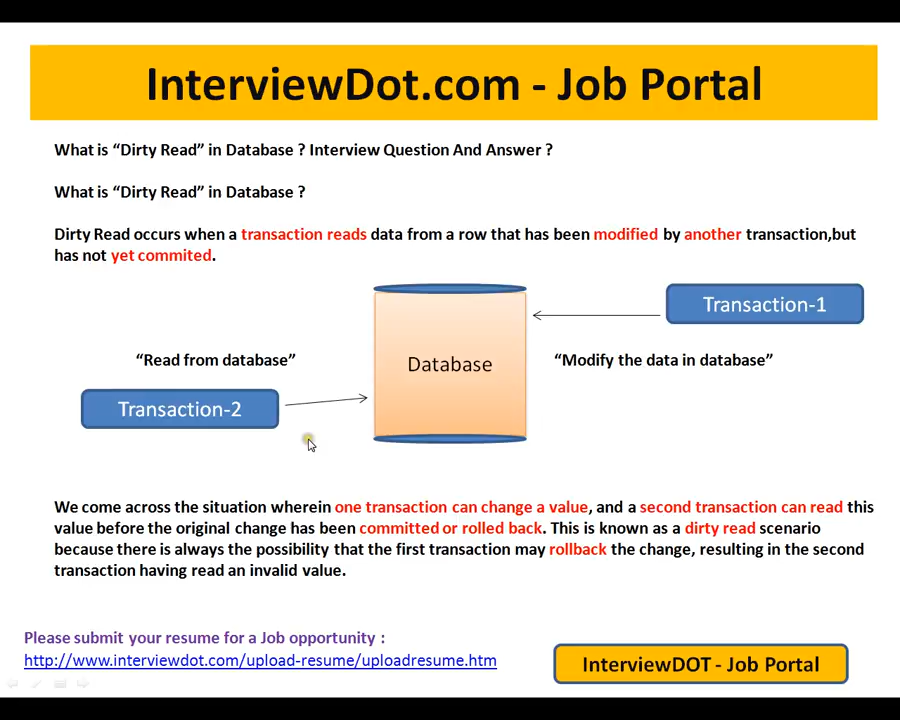 InterviewDot.com - Job Portal
What is “Dirty Read” in Database ? Interview Question And Answer ?
What is “Dirty Read” in Database ?
Dirty Read occurs when a transaction reads data from a row that has been modified by another transaction,but
has not yet commited.
Transaction-1
“Read from database”
Database
“Modify the data in database”
Transaction-2
We come across the situation wherein one transaction can change a value, and a second transaction can read this
value before the original change has been committed or rolled back. This is known as a dirty read scenario
because there is always the possibility that the first transaction may rollback the change, resulting in the second
transaction having read an invalid value.
Please submit your resume for a Job opportunity :
http://www.interviewdot.com/upload-resume/uploadresume.htm
InterviewDOT - Job Portal